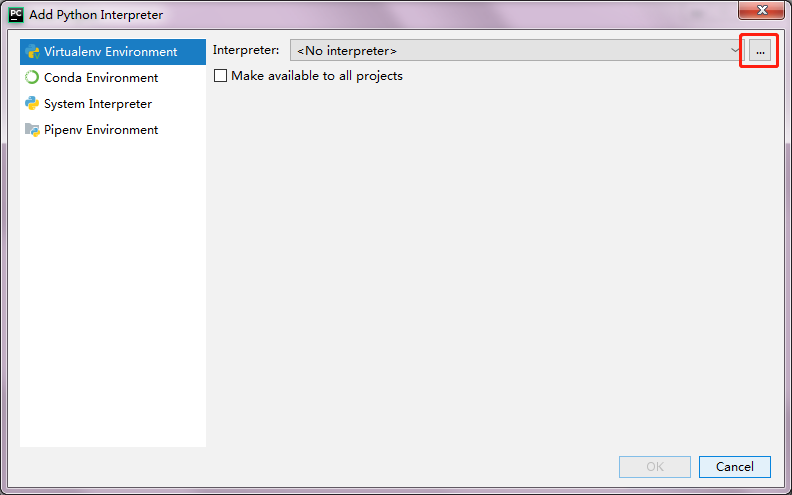 PC Add Python Interpreter
Virtualenv Environment
Conda Environment
System Interpreter
Pipenv Environment
Interpreter: <No interpreter> ...
Make available to all projects
OK Cancel